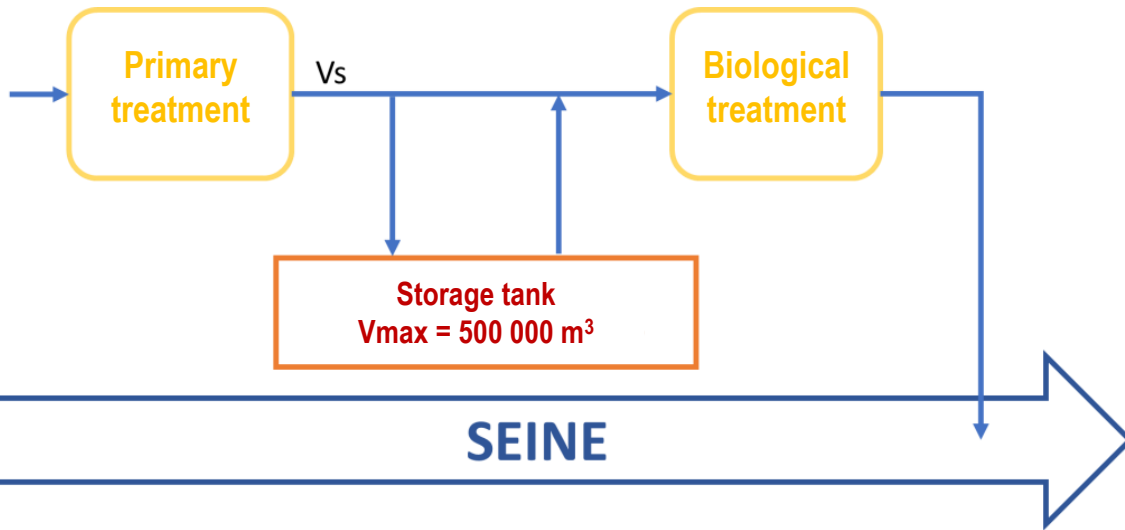 Primary
treatment
Vs
Biological
treatment
Storage tank
Vmax = 500 000 m³
SEINE